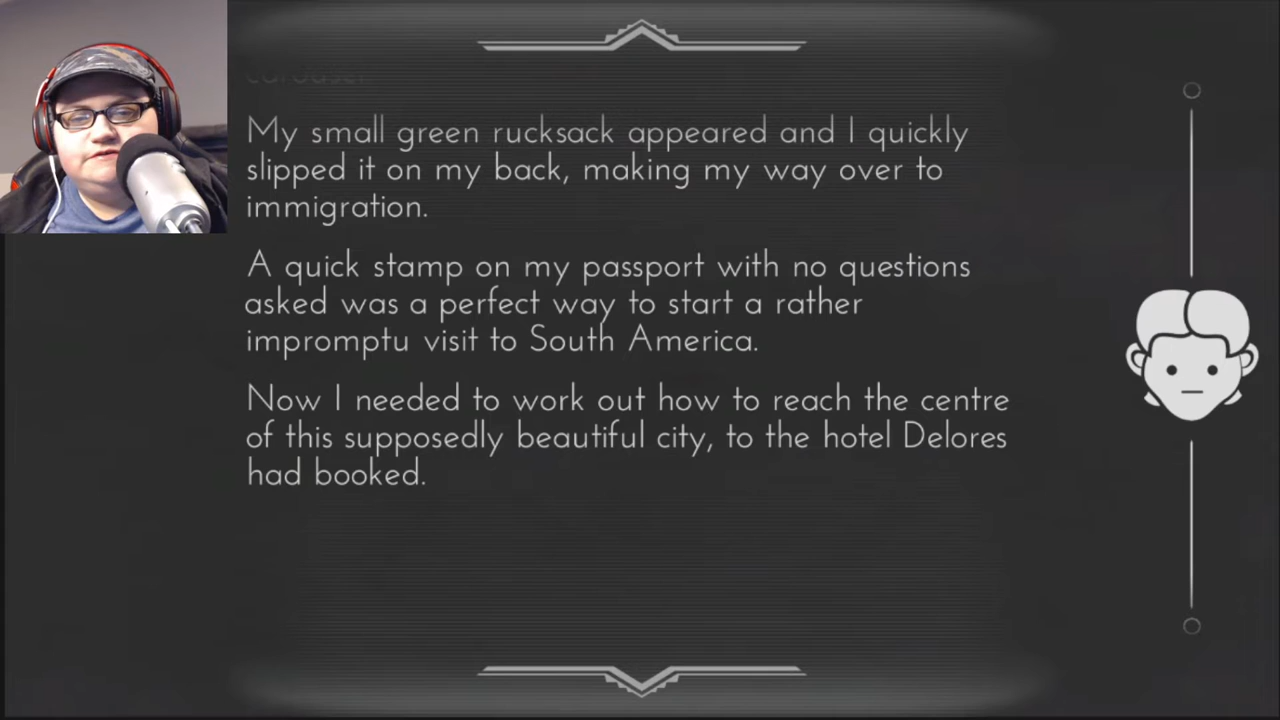 carousel.
My small green rucksack appeared and I quickly
slipped it on my back, making my way over to
immigration.
A quick stamp on my passport with no questions
asked was a perfect way to start a rather
impromptu visit to South America.
Now I needed to work out how to reach the centre
of this supposedly beautiful city, to the hotel Delores
had booked.